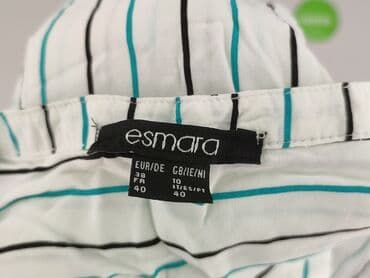 esmara
EUR/DE GB/IE/NI
38 10
FR IT/ES/PT
40 40